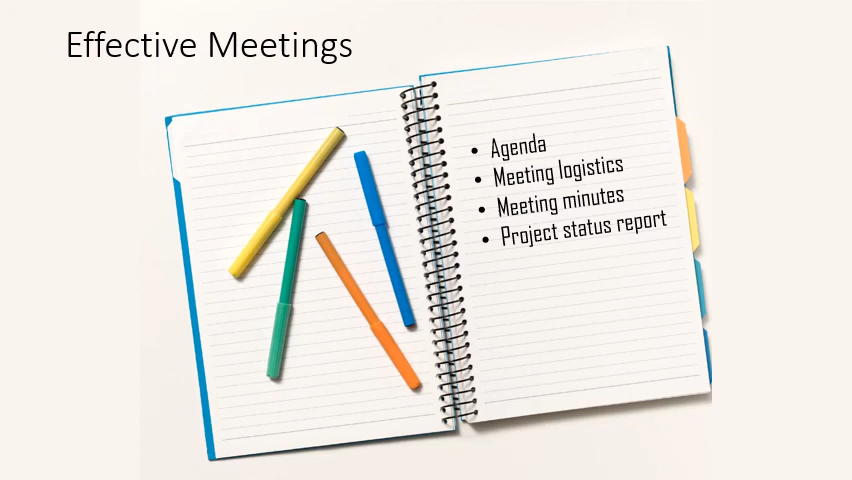 Effective Meetings
• Agenda
• Meeting logistics
• Meeting minutes
• Project status report